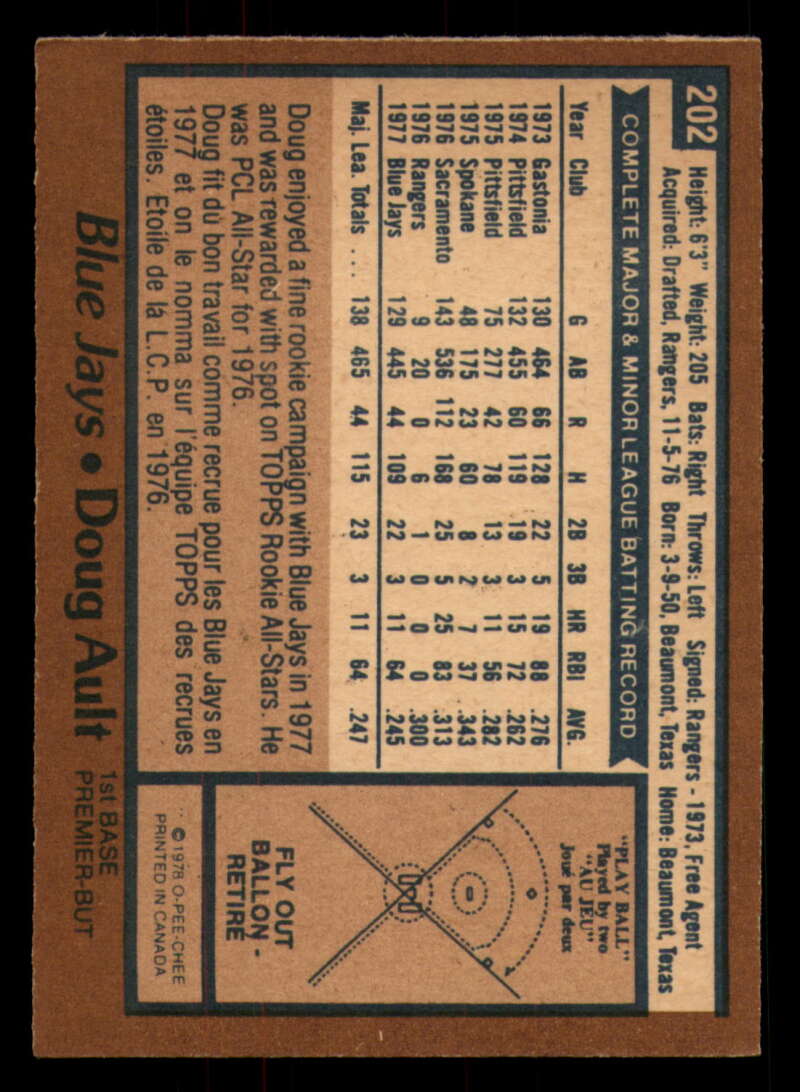 202
Height: 6'3" Weight: 205 Bats: Right Throws: Left Signed: Rangers - 1973, Free Agent
Acquired: Drafted, Rangers, 11-5-76 Born: 3-9-50, Beaumont, Texas Home: Beaumont, Texas
COMPLETE MAJOR & MINOR LEAGUE BATTING RECORD
Year Club G AB R H 2B 3B HR RBI AVG.
1973 Gastonia 130 464 66 128 22 5 19 88 .276
1974 Pittsfield 132 455 60 119 19 3 15 72 .262
1975 Pittsfield 75 277 42 78 13 3 11 56 .282
1975 Spokane 48 175 23 60 8 2 7 37 .343
1976 Sacramento 143 536 112 168 25 5 25 83 .313
1976 Rangers 9 20 0 6 1 0 0 0 .300
1977 Blue Jays 129 445 44 109 22 3 11 64 .245
Maj. Lea. Totals .... 138 465 44 115 23 3 11 64 .247
Doug enjoyed a fine rookie campaign with Blue Jays in 1977
and was rewarded with spot on TOPPS Rookie All-Stars. He
was PCL All-Star for 1976.
Doug fit dù bon travail comme recrue pour les Blue Jays en
1977 et on le nomma sur l'équipe TOPPS des recrues
étoiles. Etoile de là L.C.P. en 1976.
"PLAY BALL"
Played by two
"AU JEU"
Joué par deux
FLY OUT
BALLON -
RETIRE
© 1978 O-PEE-CHEE
PRINTED IN CANADA
Blue Jays • Doug Ault 1st BASE
PREMIER-BUT